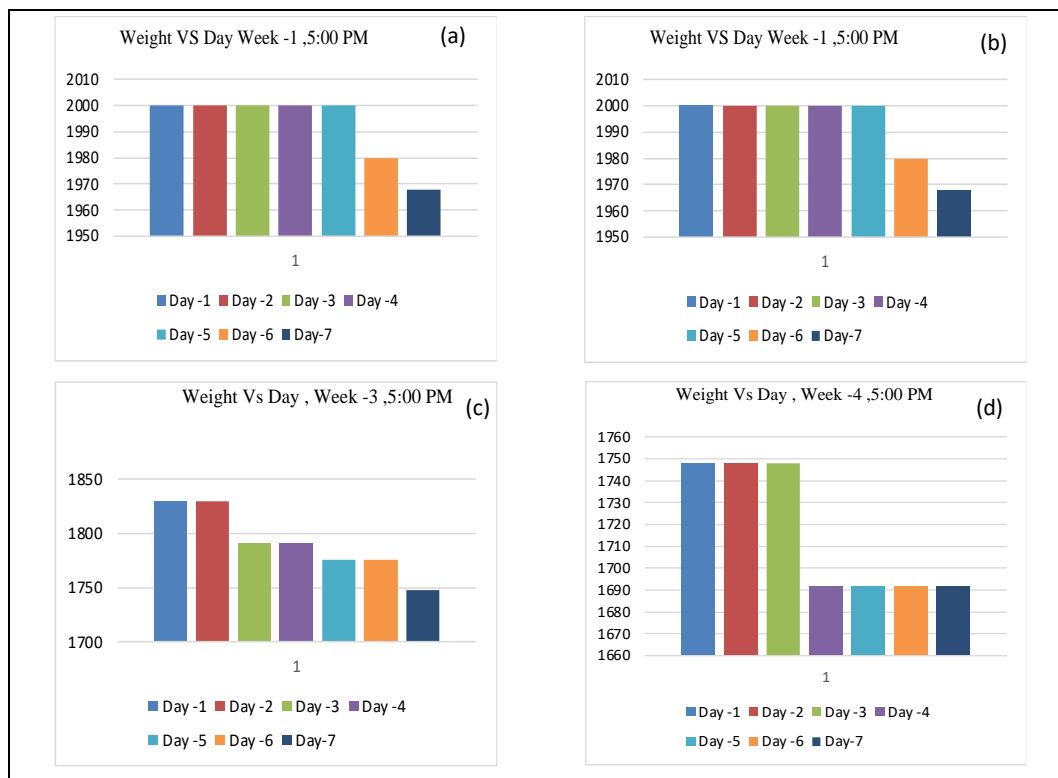 Weight VS Day Week -1 ,5:00 PM
(a)
2010
2000
1990
1980
1970
1960
1950
1
Day -1 Day -2 Day -3 Day -4
Day -5 Day -6 Day-7
Weight VS Day Week -1 ,5:00 PM
(b)
2010
2000
1990
1980
1970
1960
1950
1
Day -1 Day -2 Day -3 Day -4
Day -5 Day -6 Day-7
Weight Vs Day , Week -3 ,5:00 PM
(c)
1850
1800
1750
1700
1
Day -1 Day -2 Day -3 Day -4
Day -5 Day -6 Day-7
Weight Vs Day , Week -4 ,5:00 PM
(d)
1760
1750
1740
1730
1720
1710
1700
1690
1680
1670
1660
1
Day -1 Day -2 Day -3 Day -4
Day -5 Day -6 Day-7